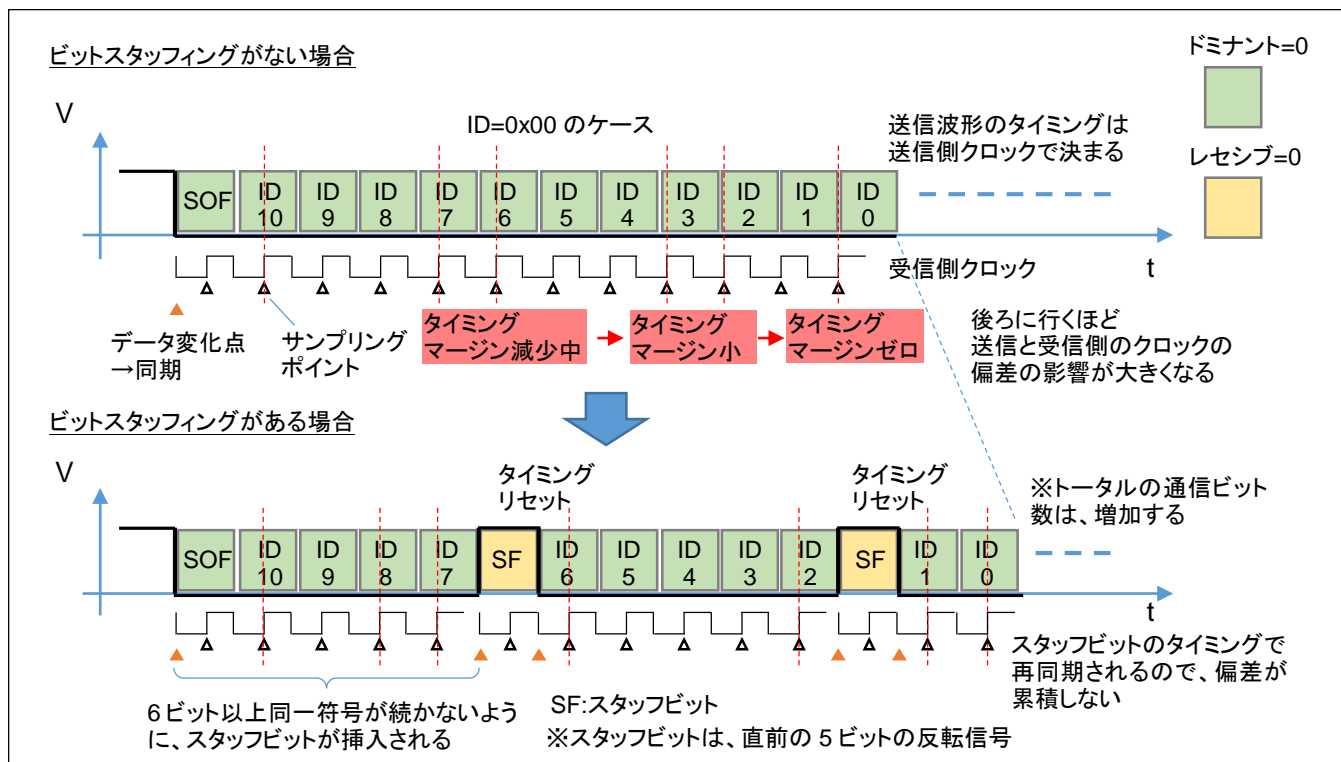 ビットスタッフィングがない場合
ドミナント=0
レセシブ=0
V
ID=0x00 のケース
送信波形のタイミングは
送信側クロックで決まる
SOF
ID
10
ID
9
ID
8
ID
7
ID
6
ID
5
ID
4
ID
3
ID
2
ID
1
ID
0
受信側クロック
t
データ変化点
→同期
サンプリング
ポイント
タイミング
マージン減少中
タイミング
マージン小
タイミング
マージンゼロ
後ろに行くほど
送信と受信側のクロックの
偏差の影響が大きくなる
ビットスタッフィングがある場合
V
タイミング
リセット
タイミング
リセット
※トータルの通信ビット
数は、増加する
SOF
ID
10
ID
9
ID
8
ID
7
SF
ID
6
ID
5
ID
4
ID
3
ID
2
SF
ID
1
ID
0
t
スタッフビットのタイミングで
再同期されるので、偏差が
累積しない
6ビット以上同一符号が続かないよう
に、スタッフビットが挿入される
SF:スタッフビット
※スタッフビットは、直前の 5 ビットの反転信号